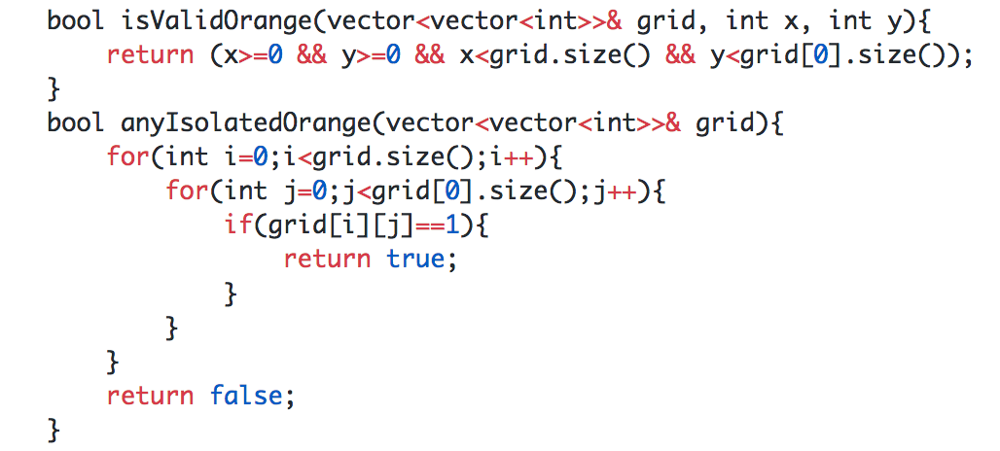 bool isValidOrange(vector<vector<int>>& grid, int x, int y){
    return (x>=0 && y>=0 && x<grid.size() && y<grid[0].size());
}
bool anyIsolatedOrange(vector<vector<int>>& grid){
    for(int i=0;i<grid.size();i++){
        for(int j=0;j<grid[0].size();j++){
            if(grid[i][j]==1){
                return true;
            }
        }
    }
    return false;
}